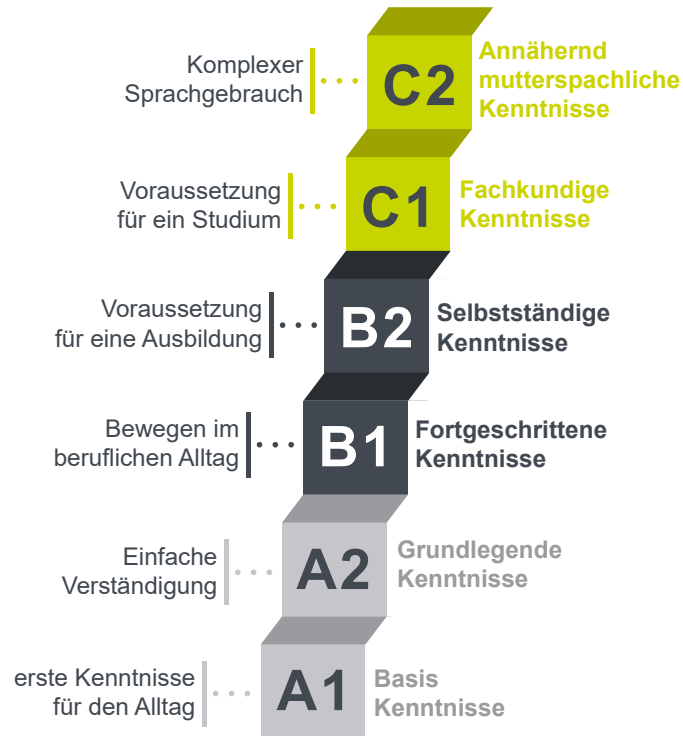 Komplexer
Sprachgebrauch
C2
Annähernd
mutterspachliche
Kenntnisse
Voraussetzung
für ein Studium
C1
Fachkundige
Kenntnisse
Voraussetzung
für eine Ausbildung
B2
Selbstständige
Kenntnisse
Bewegen im
beruflichen Alltag
B1
Fortgeschrittene
Kenntnisse
Einfache
Verständigung
A2
Grundlegende
Kenntnisse
erste Kenntnisse
für den Alltag
A1
Basis
Kenntnisse